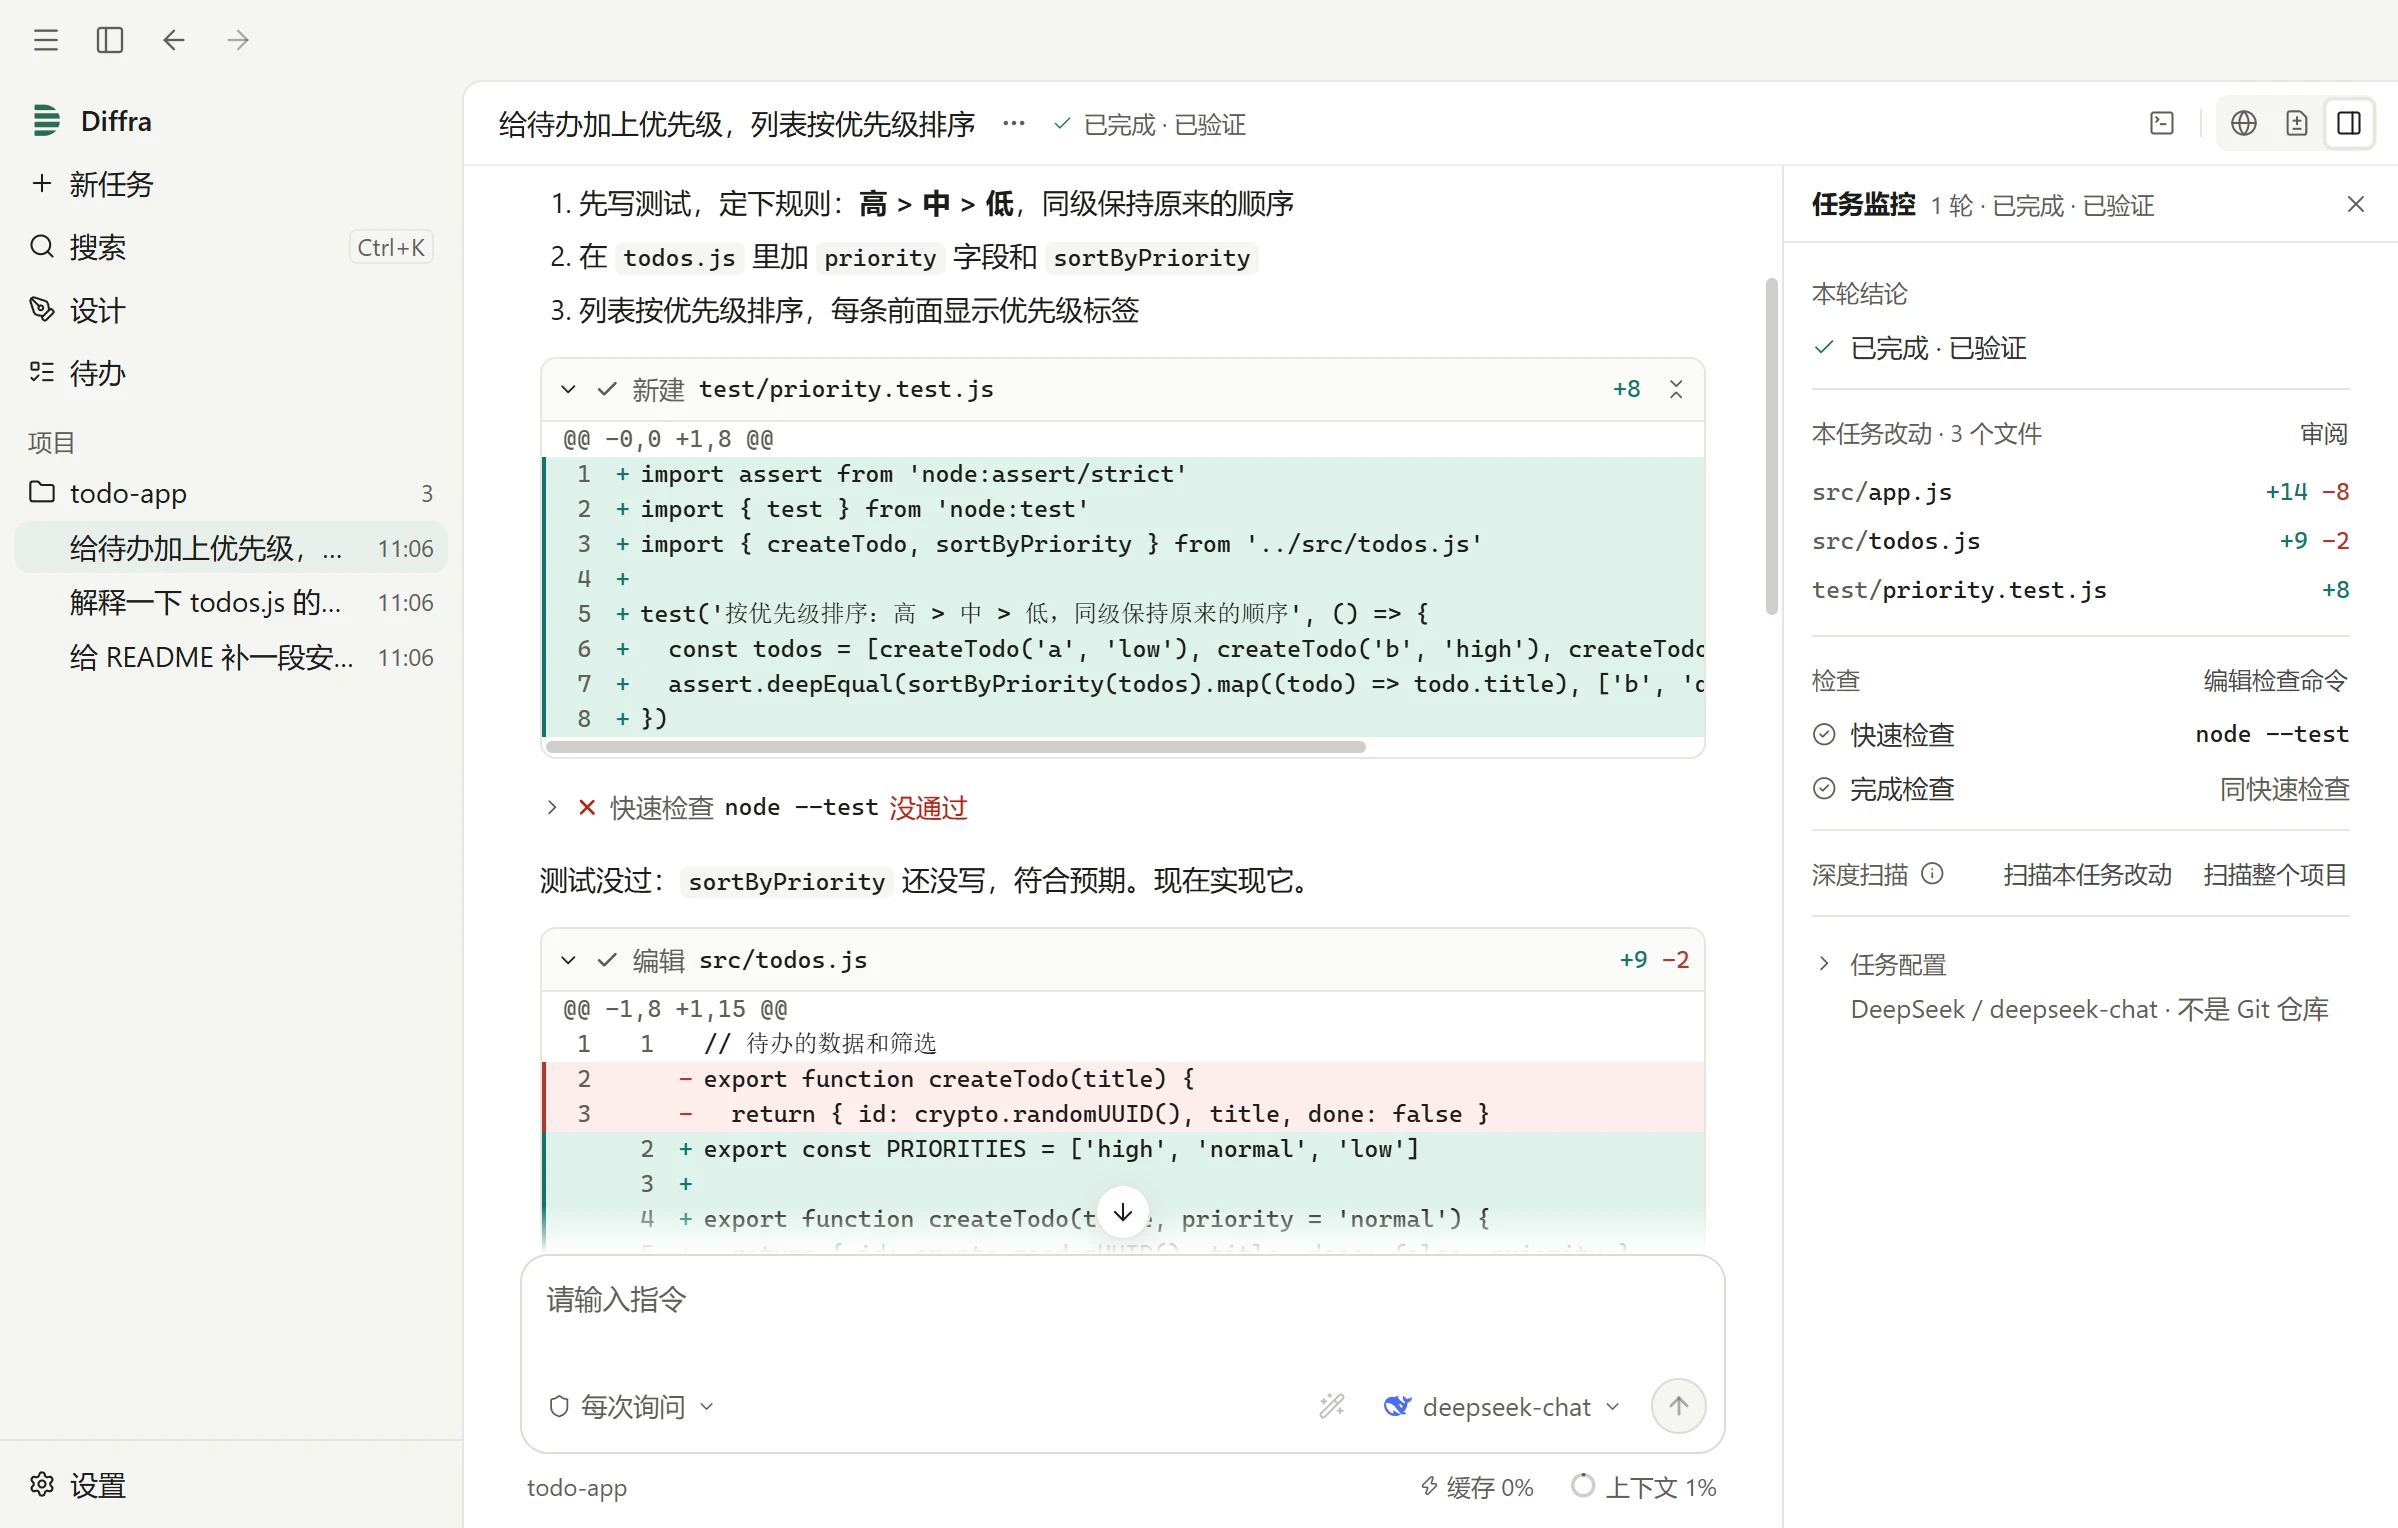 Diffra
新任务
搜索 Ctrl+K
设计
待办
项目
todo-app 3
给待办加上优先级，... 11:06
解释一下 todos.js 的... 11:06
给 README 补一段安... 11:06
设置
给待办加上优先级，列表按优先级排序 ··· 已完成 · 已验证
1. 先写测试，定下规则：高 > 中 > 低，同级保持原来的顺序
2. 在 todos.js 里加 priority 字段和 sortByPriority
3. 列表按优先级排序，每条前面显示优先级标签
新建 test/priority.test.js +8
@@ -0,0 +1,8 @@
1 + import assert from 'node:assert/strict'
2 + import { test } from 'node:test'
3 + import { createTodo, sortByPriority } from '../src/todos.js'
4 +
5 + test('按优先级排序：高 > 中 > 低，同级保持原来的顺序', () => {
6 + const todos = [createTodo('a', 'low'), createTodo('b', 'high'), createTodo
7 + assert.deepEqual(sortByPriority(todos).map((todo) => todo.title), ['b', '
8 + })
快速检查 node --test 没通过
测试没过：sortByPriority 还没写，符合预期。现在实现它。
编辑 src/todos.js +9 -2
@@ -1,8 +1,15 @@
1 1 // 待办的数据和筛选
2 - export function createTodo(title) {
3 - return { id: crypto.randomUUID(), title, done: false }
2 + export const PRIORITIES = ['high', 'normal', 'low']
3 +
4 + export function createTodo(t e, priority = 'normal') {
5 + return { id: crypto.randomUUID(), title, done: false, priority }
请输入指令
每次询问 deepseek-chat
todo-app 缓存 0% 上下文 1%
任务监控 1 轮 · 已完成 · 已验证
本轮结论
已完成 · 已验证
本任务改动 · 3 个文件 审阅
src/app.js +14 -8
src/todos.js +9 -2
test/priority.test.js +8
检查 编辑检查命令
快速检查 node --test
完成检查 同快速检查
深度扫描 扫描本任务改动 扫描整个项目
任务配置
DeepSeek / deepseek-chat · 不是 Git 仓库